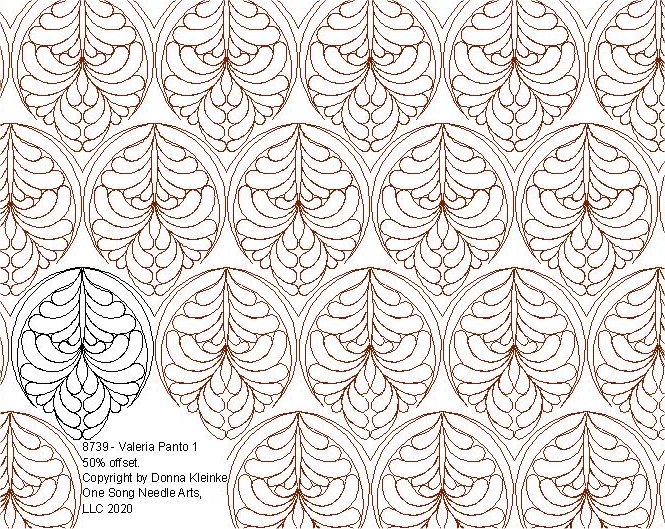 8739 - Valeria Panto 1
50% offset.
Copyright by Donna Kleinke
One Song Needle Arts,
LLC 2020